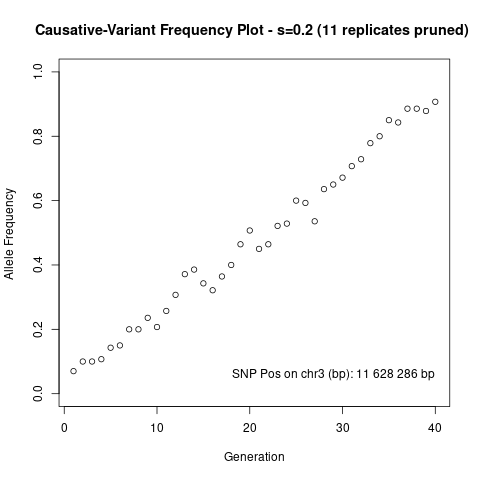 Causative-Variant Frequency Plot - s=0.2 (11 replicates pruned)
Allele Frequency
1.0
0.8
0.6
0.4
0.2
0.0
SNP Pos on chr3 (bp): 11 628 286 bp
0 10 20 30 40
Generation